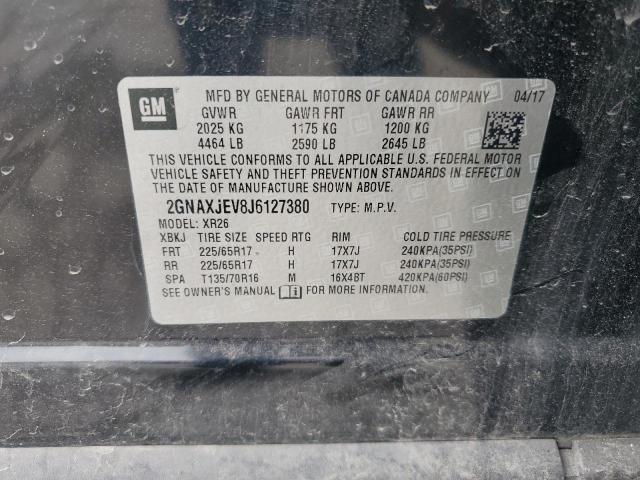 GM
MFD BY GENERAL MOTORS OF CANADA COMPANY 04/17
GVWR GAWR FRT GAWR RR
2025 KG 1175 KG 1200 KG
4464 LB 2590 LB 2645 LB
THIS VEHICLE CONFORMS TO ALL APPLICABLE U.S. FEDERAL MOTOR
VEHICLE SAFETY AND THEFT PREVENTION STANDARDS IN EFFECT ON
THE DATE OF MANUFACTURE SHOWN ABOVE.
2GNAXJEV8J6127380 TYPE: M.P.V.
MODEL: XR26
XBKJ TIRE SIZE SPEED RTG RIM COLD TIRE PRESSURE
FRT 225/65R17 H 17X7J 240KPA(35PSI)
RR 225/65R17 H 17X7J 240KPA(35PSI)
SPA T135/70R16 M 16X4BT 420KPA(60PSI)
SEE OWNER'S MANUAL FOR MORE INFORMATION.